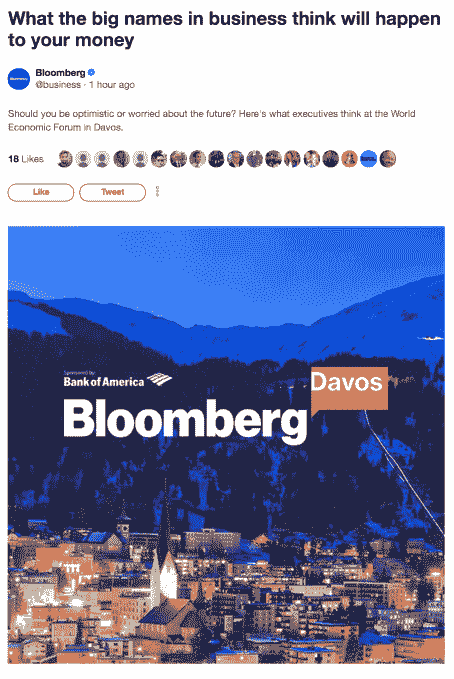 What the big names in business think will happen
to your money
Bloomberg
@business · 1 hour ago
Should you be optimistic or worried about the future? Here's what executives think at the World
Economic Forum in Davos.
18 Likes
Like
Tweet
Sponsored by
Bank of America
Bloomberg
Davos